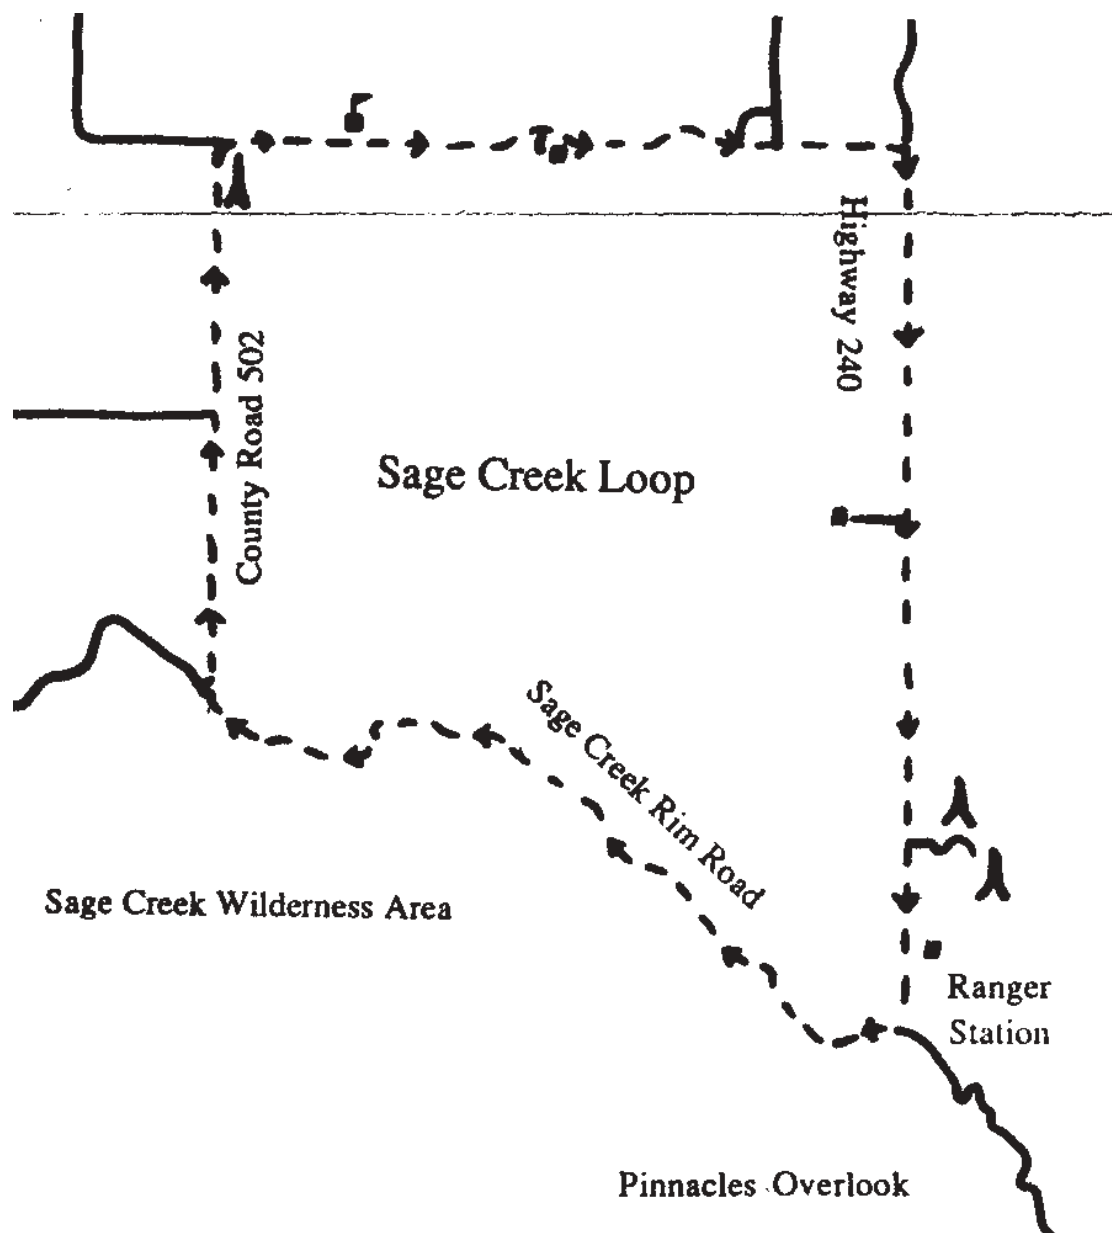 Highway 240
County Road 502
Sage Creek Loop
Sage Creek Rim Road
Sage Creek Wilderness Area
Ranger
Station
Pinnacles Overlook